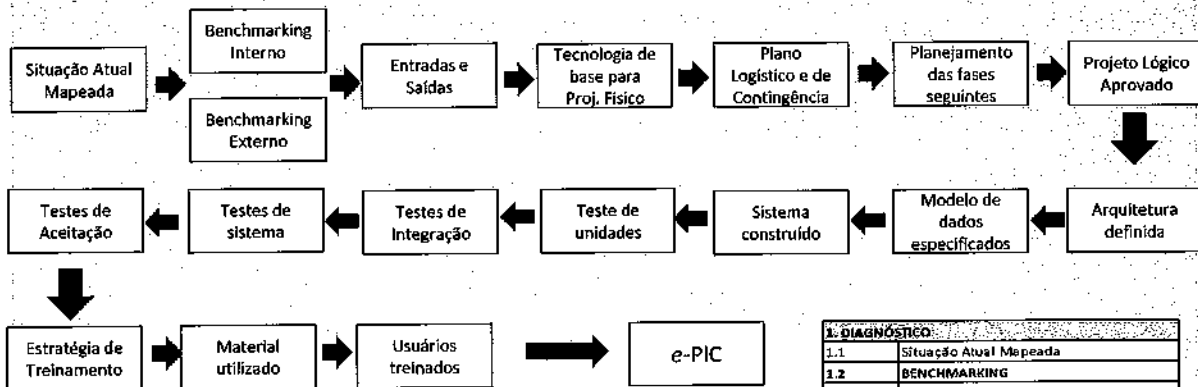 Situação Atual
Mapeada
Benchmarking
Interno
Benchmarking
Externo
Entradas e
Saídas
Tecnologia de
base para
Proj. Físico
Plano
Logístico e de
Contingência
Planejamento
das fases
seguintes
Projeto Lógico
Aprovado
Testes de
Aceitação
Testes de
sistema
Testes de
Integração
Teste de
unidades
Sistema
construído
Modelo de
dados
especificados
Arquitetura
definida
Estratégia de
Treinamento
Material
utilizado
Usuários
treinados
e-PIC
1. DIAGNÓSTICO
1.1 Situação Atual Mapeada
1.2 BENCHMARKING